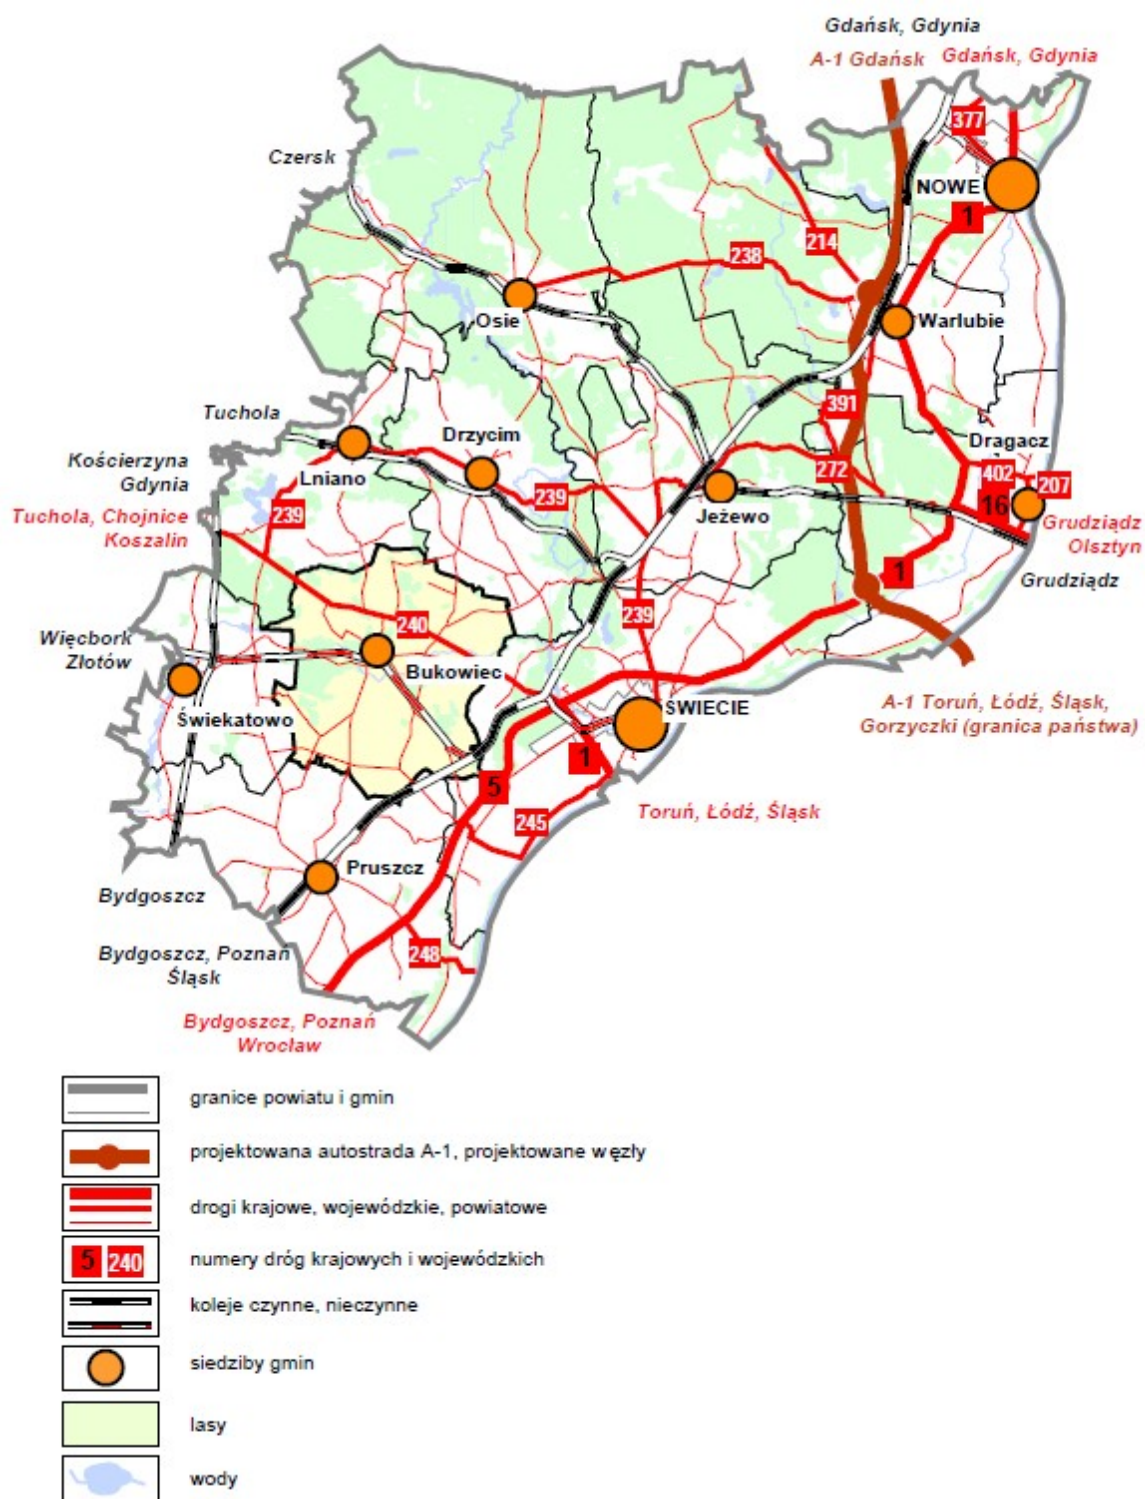 Gdańsk, Gdynia
A-1 Gdańsk
Gdańsk, Gdynia
377
Czersk
NOWE
1
214
238
Osie
Warlubie
391
Tuchola
Drzycim
Dragacz
Kościerzyna
Gdynia
Lniano
272
402
207
239
239
16
Tuchola, Chojnice
Koszalin
Jeżewo
Grudziądz
Olsztyn
1
Grudziądz
239
240
Więcbork
Złotów
Bukowiec
Świekatowo
ŚWIECIE
A-1 Toruń, Łódź, Śląsk,
Gorzyczki (granica państwa)
1
5
245
Toruń, Łódź, Śląsk
Pruszcz
Bydgoszcz
248
Bydgoszcz, Poznań
Śląsk
Bydgoszcz, Poznań
Wrocław
granice powiatu i gmin
projektowana autostrada A-1, projektowane węzły
drogi krajowe, wojewódzkie, powiatowe
5 240
numery dróg krajowych i wojewódzkich
koleje czynne, nieczynne
siedziby gmin
lasy
wody